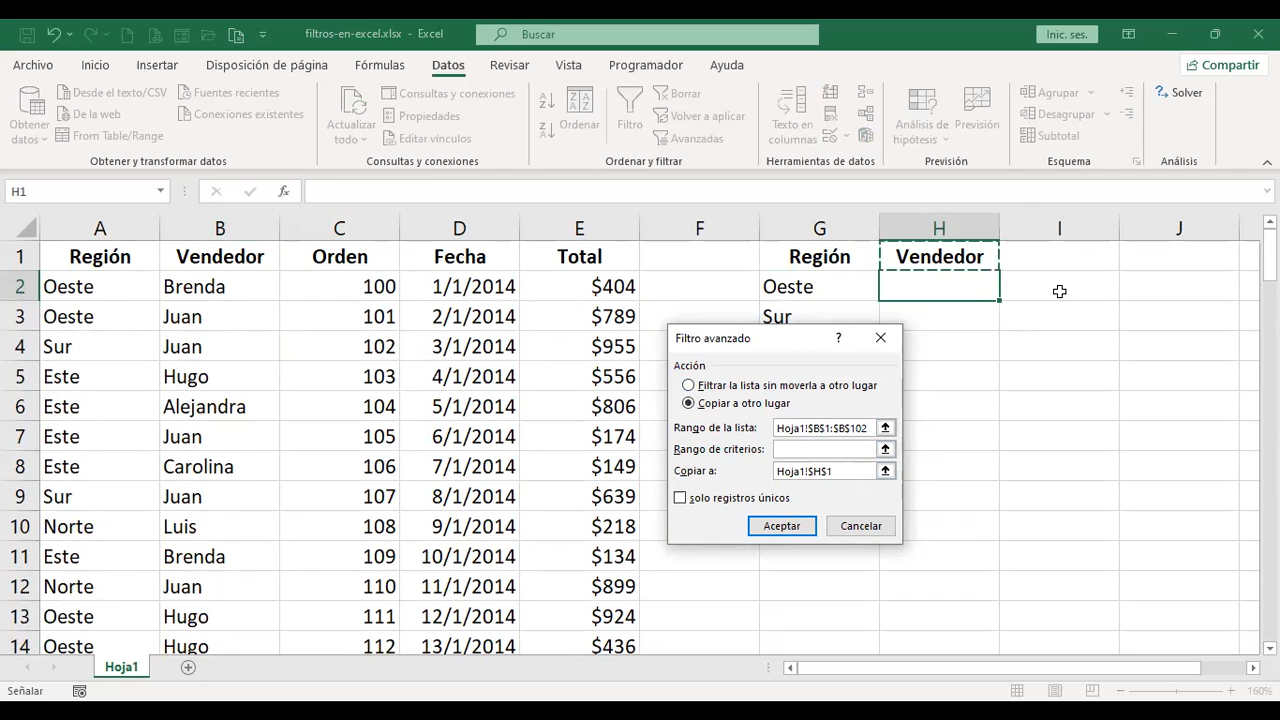 filtros-en-excel.xlsx - Excel
Buscar
Inic. ses.
Archivo Inicio Insertar Disposición de página Fórmulas Datos Revisar Vista Programador Ayuda
Compartir
Obtener datos
Desde el texto/CSV
De la web
From Table/Range
Fuentes recientes
Conexiones existentes
Obtener y transformar datos
Actualizar todo
Consultas y conexiones
Propiedades
Editar vínculos
Consultas y conexiones
Ordenar
Filtro
Borrar
Volver a aplicar
Avanzadas
Ordenar y filtrar
Texto en columnas
Herramientas de datos
Análisis de hipótesis
Previsión
Previsión
Agrupar
Desagrupar
Subtotal
Esquema
Solver
Análisis
H1
fx
A B C D E F G H I J
1 Región Vendedor Orden Fecha Total Región Vendedor
2 Oeste Brenda 100 1/1/2014 $404 Oeste
3 Oeste Juan 101 2/1/2014 $789 Sur
4 Sur Juan 102 3/1/2014 $955
5 Este Hugo 103 4/1/2014 $556
6 Este Alejandra 104 5/1/2014 $806
7 Este Juan 105 6/1/2014 $174
8 Este Carolina 106 7/1/2014 $149
9 Sur Juan 107 8/1/2014 $639
10 Norte Luis 108 9/1/2014 $218
11 Este Brenda 109 10/1/2014 $134
12 Norte Juan 110 11/1/2014 $899
13 Oeste Hugo 111 12/1/2014 $924
14 Oeste Hugo 112 13/1/2014 $436
Filtro avanzado ?
Acción
Filtrar la lista sin moverla a otro lugar
Copiar a otro lugar
Rango de la lista: Hoja1!$B$1:$B$102
Rango de criterios:
Copiar a: Hoja1!$H$1
Sólo registros únicos
Aceptar Cancelar
Hoja1
Señalar
160%